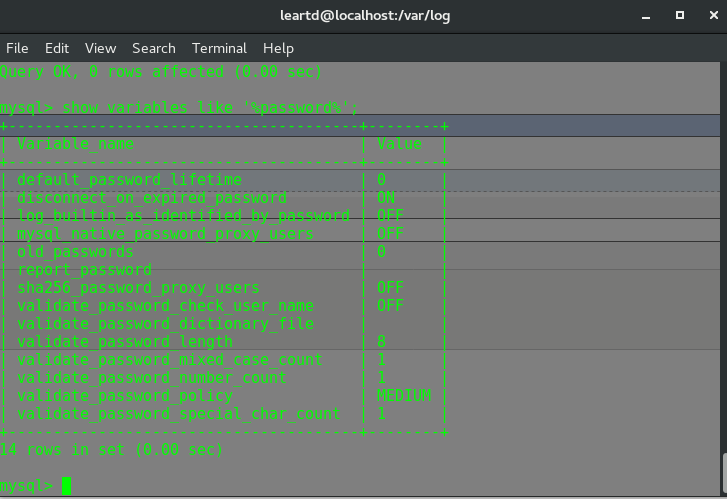 leartd@localhost:/var/log
File Edit View Search Terminal Help
Query OK, 0 rows affected (0.00 sec)
mysql> show variables like '%password%';
+---------------------------------------+--------+
| Variable_name                         | Value  |
+---------------------------------------+--------+
| default_password_lifetime             | 0      |
| disconnect_on_expired_password        | ON     |
| log_builtin_as_identified_by_password | OFF    |
| mysql_native_password_proxy_users     | OFF    |
| old_passwords                         | 0      |
| report_password                       |        |
| sha256_password_proxy_users           | OFF    |
| validate_password_check_user_name     | OFF    |
| validate_password_dictionary_file     |        |
| validate_password_length              | 8      |
| validate_password_mixed_case_count    | 1      |
| validate_password_number_count        | 1      |
| validate_password_policy              | MEDIUM |
| validate_password_special_char_count  | 1      |
+---------------------------------------+--------+
14 rows in set (0.00 sec)
mysql>